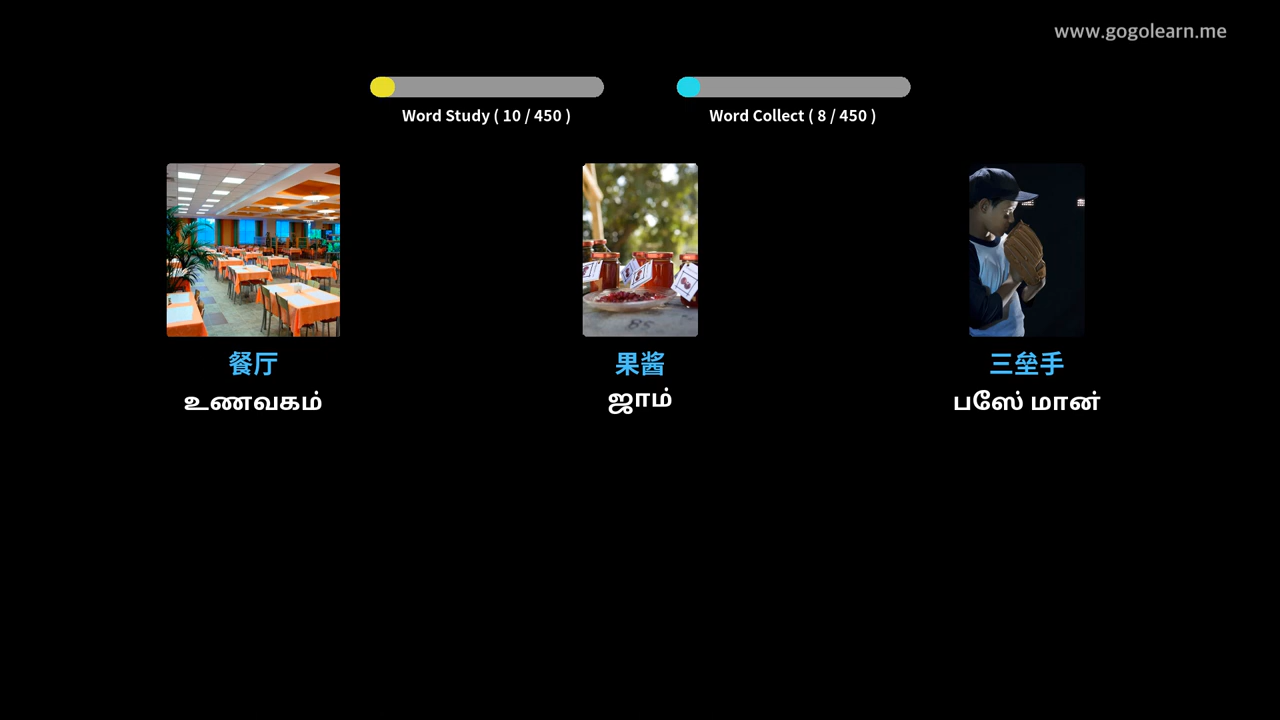 www.gogolearn.me
Word Study ( 10 / 450 )
Word Collect ( 8 / 450 )
餐厅
果酱
三垒手
உணவகம்
ஜாம்
பஸே மான்